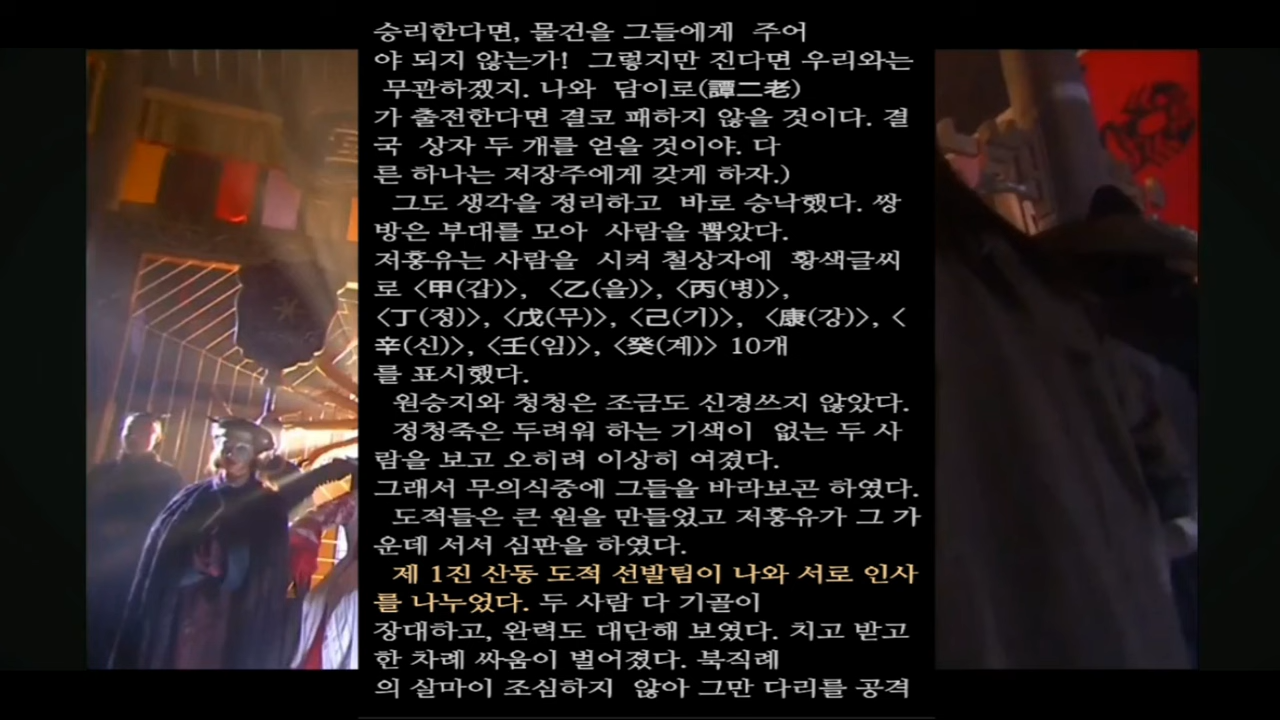 승리한다면, 물건을 그들에게 주어
야 되지 않는가! 그렇지만 진다면 우리와는
무관하겠지. 나와 담이로(譚二老)
가 출전한다면 결코 패하지 않을 것이다. 결
국 상자 두 개를 얻을 것이야. 다
른 하나는 저장주에게 갖게 하자.)
그도 생각을 정리하고 바로 승낙했다. 쌍
방은 부대를 모아 사람을 뽑았다.
저홍유는 사람을 시켜 철상자에 황색글씨
로 <甲(갑)>, <乙(을)>, <丙(병)>,
<丁(정)>, <戊(무)>, <己(기)>, <康(강)>, <
辛(신)>, <壬(임)>, <癸(계)> 10개
를 표시했다.
원승지와 청청은 조금도 신경쓰지 않았다.
정청죽은 두려워 하는 기색이 없는 두 사
람을 보고 오히려 이상히 여겼다.
그래서 무의식중에 그들을 바라보곤 하였다.
도적들은 큰 원을 만들었고 저홍유가 그 가
운데 서서 심판을 하였다.
제 1진 산동 도적 선발팀이 나와 서로 인사
를 나누었다. 두 사람 다 기골이
장대하고, 완력도 대단해 보였다. 치고 받고
한 차례 싸움이 벌어졌다. 북직례
의 살마이 조심하지 않아 그만 다리를 공격